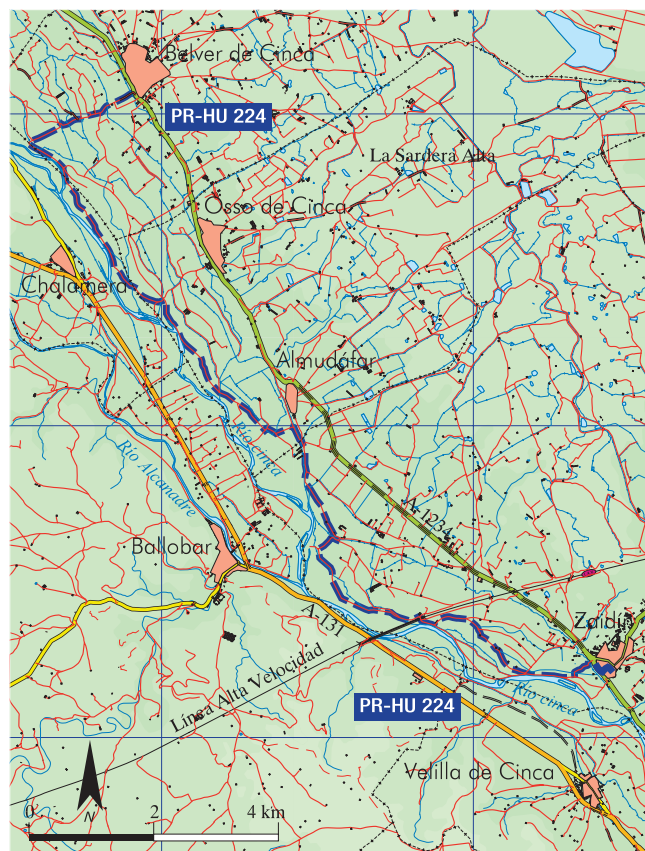 Belver de Cinca
PR-HU 224
La Sardera Alta
Osso de Cinca
Chalamera
Almudáfar
Río cinca
Río Alcanadre
A-1234
Ballobar
A-131
Zaidín
Línea Alta Velocidad
Río cinca
PR-HU 224
Velilla de Cinca
N
0 2 4 km